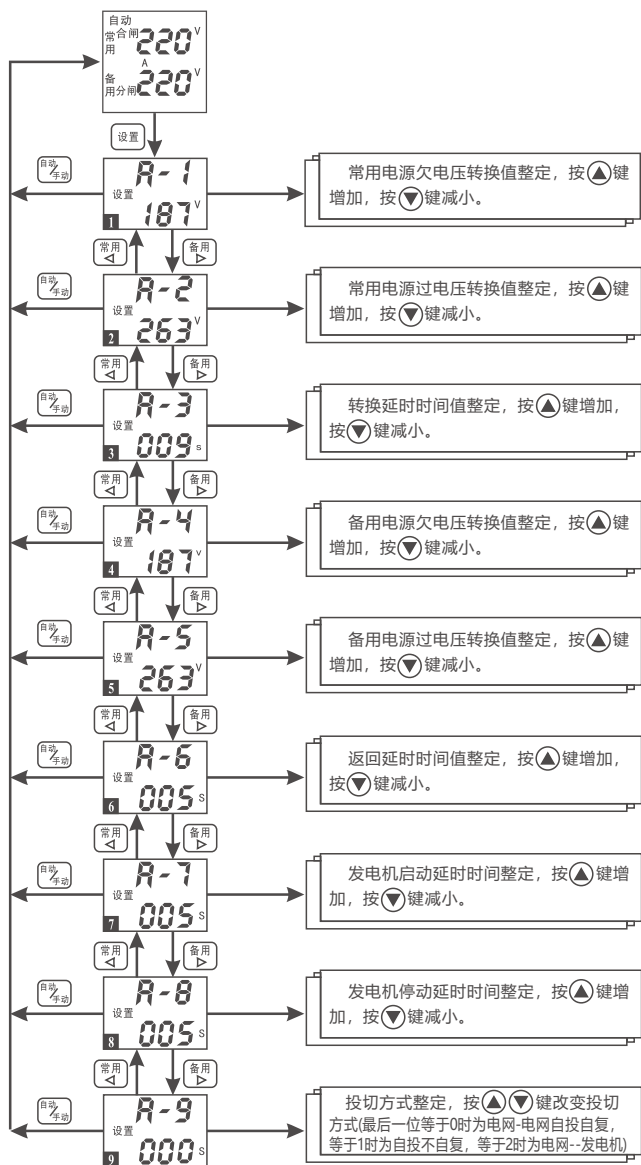 自动
常用 合闸 220 V
A
备用 分闸 220 V
设置
自动/手动
A-1
设置
1 187 V
常用电源欠电压转换值整定，按▲键
增加，按▼键减小。
常用 ◁
备用 ▷
自动/手动
A-2
设置
2 263 V
常用电源过电压转换值整定，按▲键
增加，按▼键减小。
常用 ◁
备用 ▷
自动/手动
A-3
设置
3 009 s
转换延时时间值整定，按▲键增加，
按▼键减小。
常用 ◁
备用 ▷
自动/手动
A-4
设置
4 187 V
备用电源欠电压转换值整定，按▲键
增加，按▼键减小。
常用 ◁
备用 ▷
自动/手动
A-5
设置
5 263 V
备用电源过电压转换值整定，按▲键
增加，按▼键减小。
常用 ◁
备用 ▷
自动/手动
A-6
设置
6 005 S
返回延时时间值整定，按▲键增加，
按▼键减小。
常用 ◁
备用 ▷
自动/手动
A-7
设置
7 005 S
发电机启动延时时间整定，按▲键增
加，按▼键减小。
常用 ◁
备用 ▷
自动/手动
A-8
设置
8 005 S
发电机停动延时时间整定，按▲键增
加，按▼键减小。
常用 ◁
备用 ▷
自动/手动
A-9
设置
9 000 s
投切方式整定，按▲▼键改变投切
方式(最后一位等于0时为电网-电网自投自复，
等于1时为自投不自复，等于2时为电网--发电机)